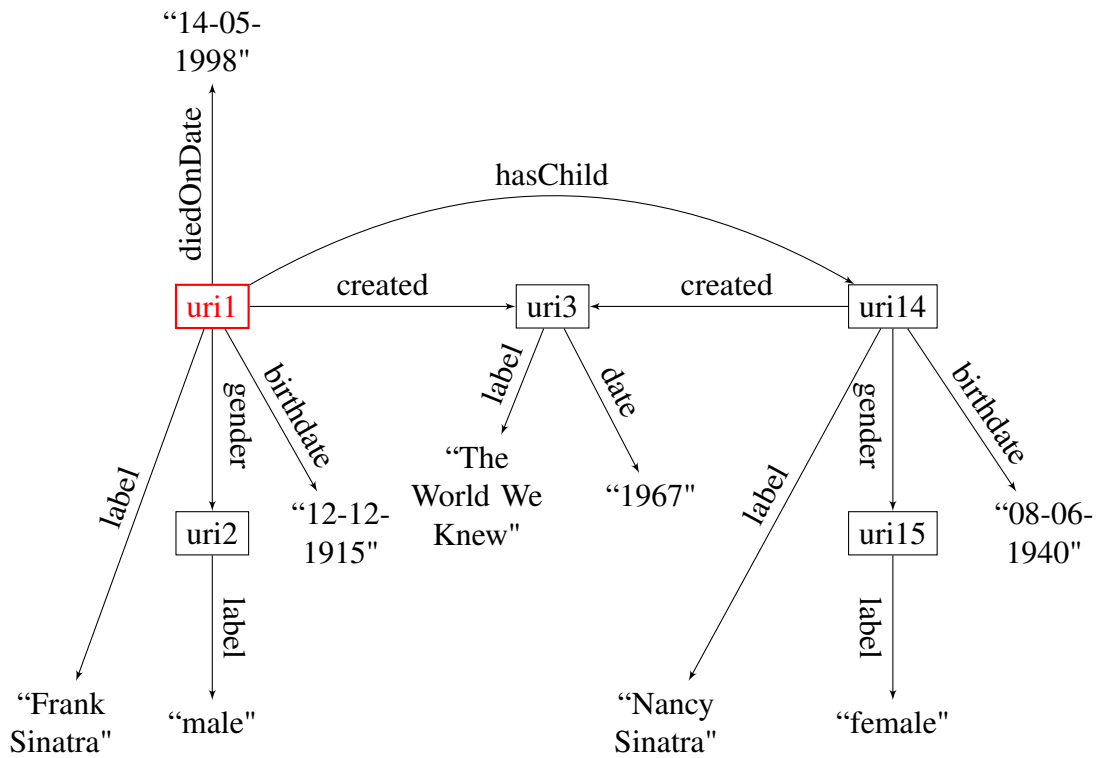 “14-05-
1998"
diedOnDate
hasChild
uri1
created
uri3
created
uri14
label
gender
birthdate
label
date
label
gender
birthdate
“The
World We
Knew"
“1967"
“12-12-
1915"
“08-06-
1940"
uri2
uri15
label
label
“Frank
Sinatra"
“male"
“Nancy
Sinatra"
“female"